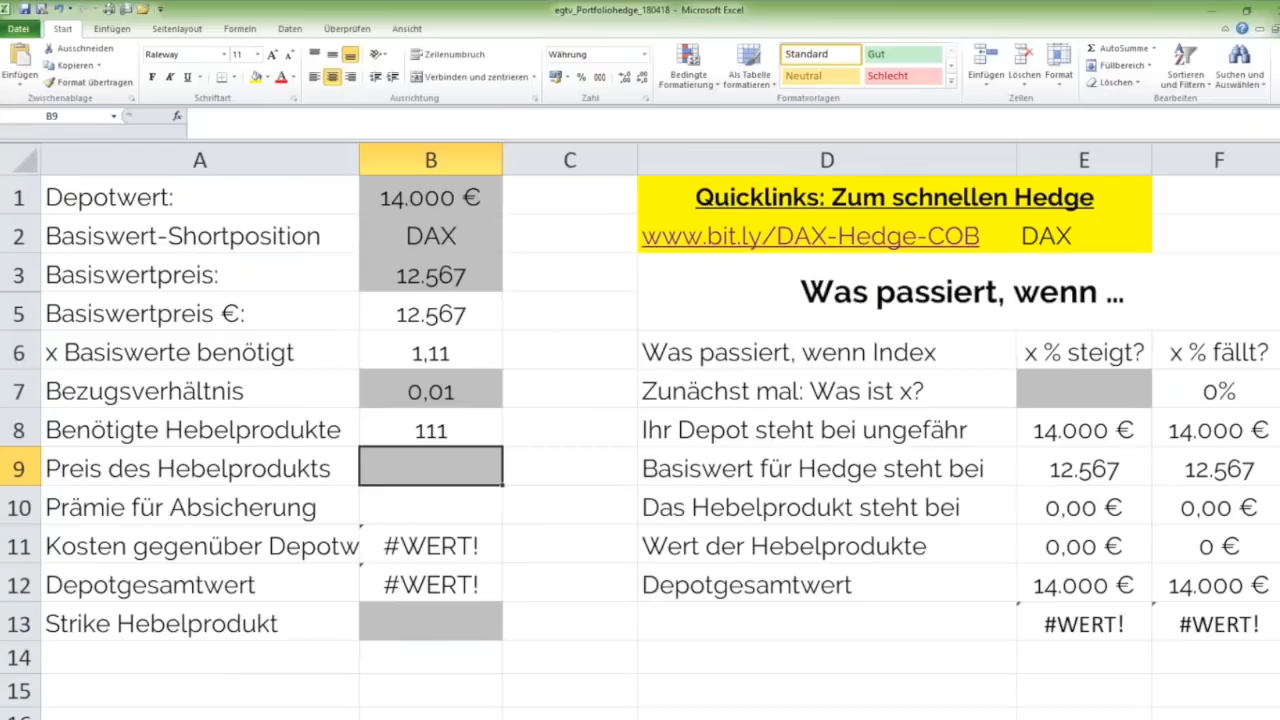 egtv_Portfoliohedge_180418 - Microsoft Excel
Datei Start Einfügen Seitenlayout Formeln Daten Überprüfen Ansicht
Einfügen
Ausschneiden
Kopieren
Format übertragen
Zwischenablage
Raleway 11
F K U
Schriftart
Zeilenumbruch
Verbinden und zentrieren
Ausrichtung
Währung
% 000
Zahl
Bedingte Formatierung
Als Tabelle formatieren
Standard Gut
Neutral Schlecht
Formatvorlagen
Einfügen Löschen Format
Zellen
Σ AutoSumme
Füllbereich
Löschen
Sortieren und Filtern
Suchen und Auswählen
Bearbeiten
B9 fx
A B C D E F
1 Depotwert: 14.000 € Quicklinks: Zum schnellen Hedge
2 Basiswert-Shortposition DAX www.bit.ly/DAX-Hedge-COB DAX
3 Basiswertpreis: 12.567
Was passiert, wenn ...
5 Basiswertpreis €: 12.567
6 x Basiswerte benötigt 1,11 Was passiert, wenn Index x % steigt? x % fällt?
7 Bezugsverhältnis 0,01 Zunächst mal: Was ist x? 0%
8 Benötigte Hebelprodukte 111 Ihr Depot steht bei ungefähr 14.000 € 14.000 €
9 Preis des Hebelprodukts Basiswert für Hedge steht bei 12.567 12.567
10 Prämie für Absicherung Das Hebelprodukt steht bei 0,00 € 0,00 €
11 Kosten gegenüber Depotw #WERT! Wert der Hebelprodukte 0,00 € 0 €
12 Depotgesamtwert #WERT! Depotgesamtwert 14.000 € 14.000 €
13 Strike Hebelprodukt #WERT! #WERT!
14
15
16